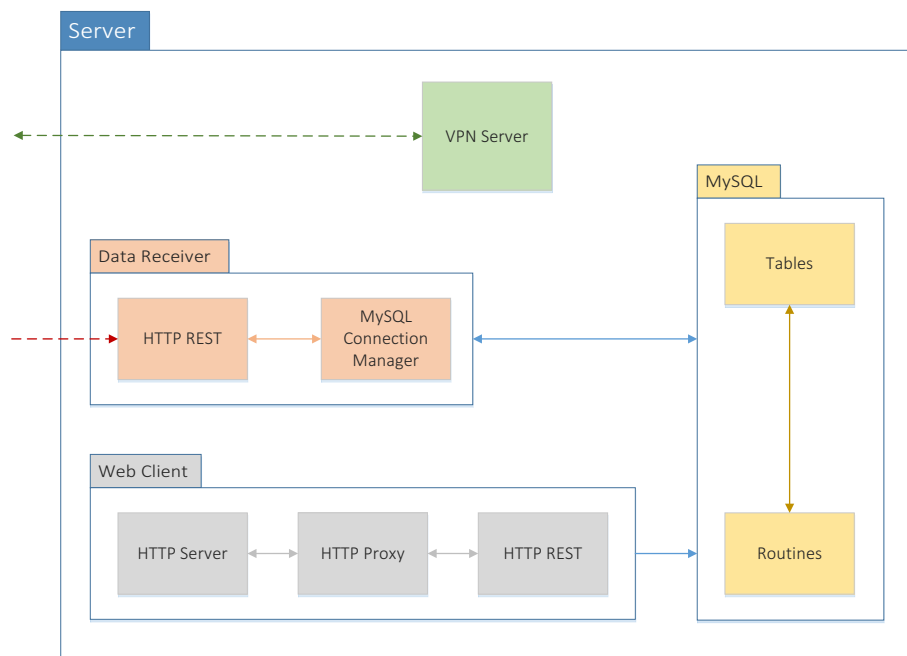 Server
VPN Server
MySQL
Tables
Data Receiver
HTTP REST
MySQL
Connection
Manager
Web Client
HTTP Server
HTTP Proxy
HTTP REST
Routines